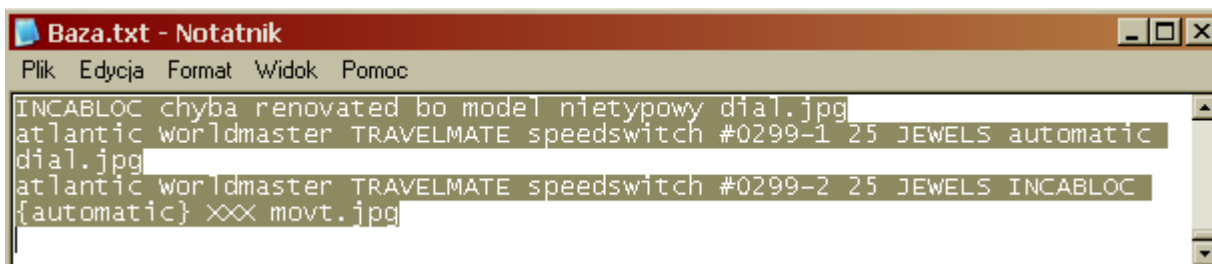 Baza.txt - Notatnik
Plik Edycja Format Widok Pomoc
INCABLOC chyba renovated bo model nietypowy dial.jpg
atlantic Worldmaster TRAVELMATE speedswitch #0299-1 25 JEWELS automatic
dial.jpg
atlantic Worldmaster TRAVELMATE speedswitch #0299-2 25 JEWELS INCABLOC
{automatic} XXX movt.jpg